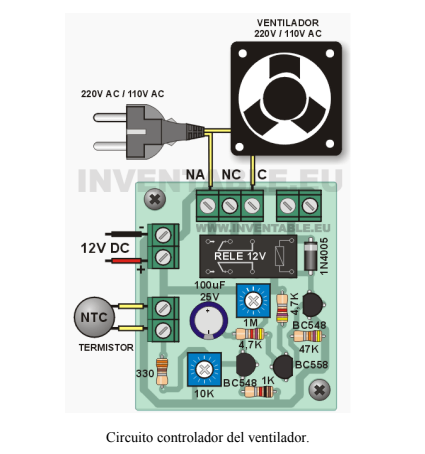 VENTILADOR
220V / 110V AC
220V AC / 110V AC
INVENTABLE.EU
NA NC C
WWW.INVENTABLE.EU
-
12V DC
+
RELE 12V
1N4005
100uF
25V
NTC
TERMISTOR
1M
4,7K
BC548
4,7K
47K
BC558
330
10K
BC548
1K
Circuito controlador del ventilador.